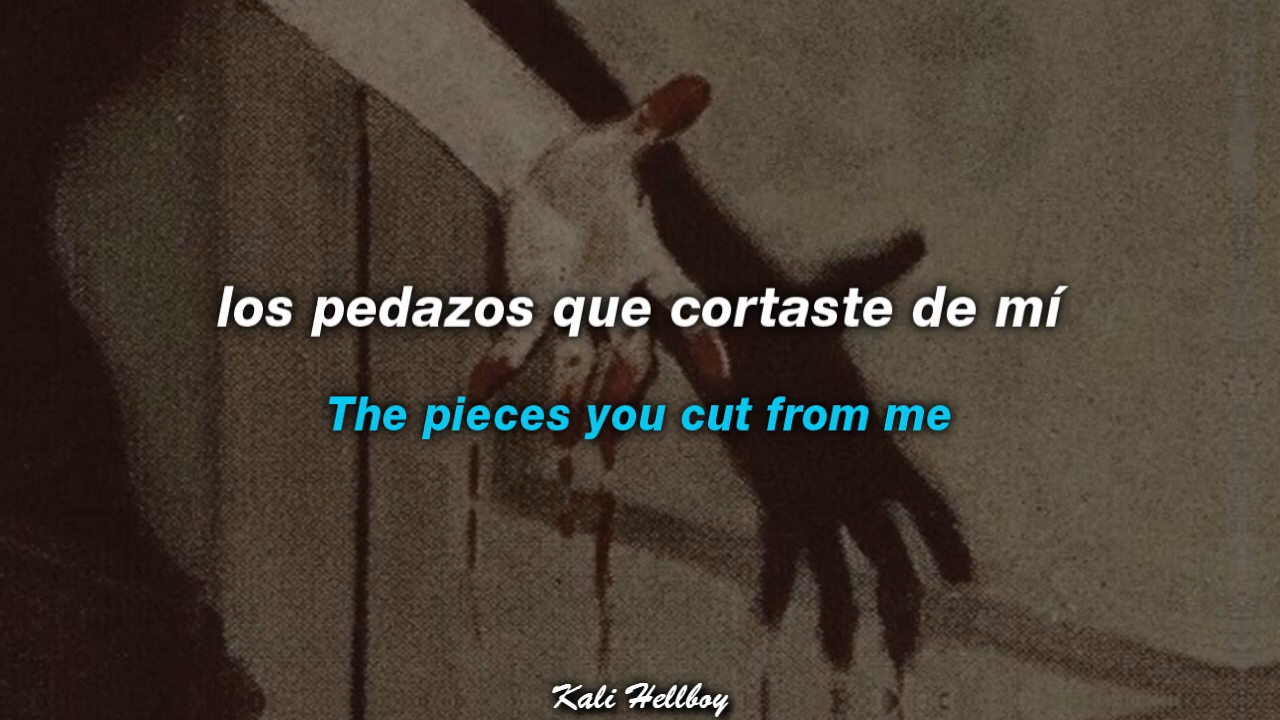 los pedazos que cortaste de mí
The pieces you cut from me
Kali Hellboy